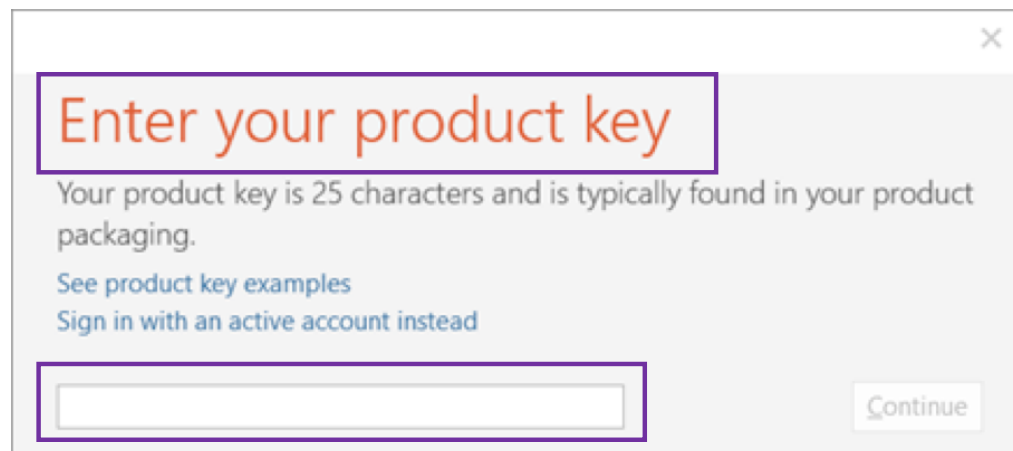 Enter your product key
Your product key is 25 characters and is typically found in your product
packaging.
See product key examples
Sign in with an active account instead
Continue